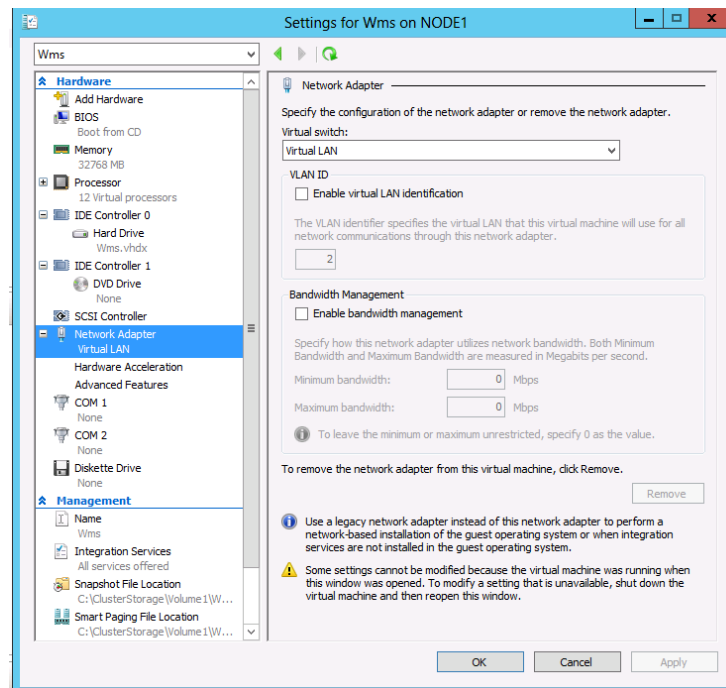 Settings for Wms on NODE1
Wms
Hardware
Add Hardware
BIOS
Boot from CD
Memory
32768 MB
Processor
12 Virtual processors
IDE Controller 0
Hard Drive
Wms.vhdx
IDE Controller 1
DVD Drive
None
SCSI Controller
Network Adapter
Virtual LAN
Hardware Acceleration
Advanced Features
COM 1
None
COM 2
None
Diskette Drive
None
Management
Name
Wms
Integration Services
All services offered
Snapshot File Location
C:\ClusterStorage\Volume1\W...
Smart Paging File Location
C:\ClusterStorage\Volume1\W...
Network Adapter
Specify the configuration of the network adapter or remove the network adapter.
Virtual switch:
Virtual LAN
VLAN ID
Enable virtual LAN identification
The VLAN identifier specifies the virtual LAN that this virtual machine will use for all
network communications through this network adapter.
2
Bandwidth Management
Enable bandwidth management
Specify how this network adapter utilizes network bandwidth. Both Minimum
Bandwidth and Maximum Bandwidth are measured in Megabits per second.
Minimum bandwidth: 0 Mbps
Maximum bandwidth: 0 Mbps
To leave the minimum or maximum unrestricted, specify 0 as the value.
To remove the network adapter from this virtual machine, click Remove.
Remove
Use a legacy network adapter instead of this network adapter to perform a
network-based installation of the guest operating system or when integration
services are not installed in the guest operating system.
Some settings cannot be modified because the virtual machine was running when
this window was opened. To modify a setting that is unavailable, shut down the
virtual machine and then reopen this window.
OK Cancel Apply